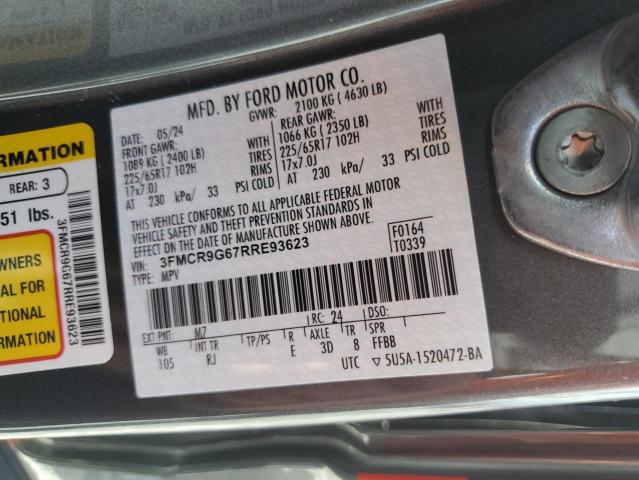 MFD. BY FORD MOTOR CO.
DATE: 05/24 GVWR: 2100 KG ( 4630 LB)
FRONT GAWR: REAR GAWR:
1089 KG ( 2400 LB) WITH 1066 KG ( 2350 LB) WITH
225/65R17 102H TIRES 225/65R17 102H TIRES
17x7.0J RIMS 17x7.0J RIMS
AT 230 kPa/ 33 PSI COLD AT 230 kPa/ 33 PSI COLD
THIS VEHICLE CONFORMS TO ALL APPLICABLE FEDERAL MOTOR
VEHICLE SAFETY AND THEFT PREVENTION STANDARDS IN
EFFECT ON THE DATE OF MANUFACTURE SHOWN ABOVE.
VIN: 3FMCR9G67RRE93623 F0164
TYPE: MPV T0339
EXT PNT: M7 RC: 24 DSO:
WB INT TR TP/PS R AXLE TR SPR
105 RJ E 3D 8 FFBB
UTC ▽ 5U5A-1520472-BA
ORMATION
REAR: 3
51 lbs.
3FMCR9G67RRE93623
WNERS
AL FOR
TIONAL
RMATION